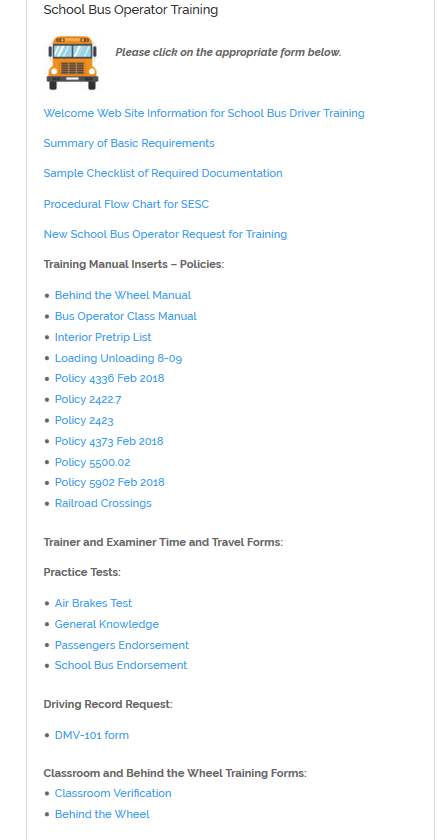 School Bus Operator Training
Please click on the appropriate form below.
Welcome Web Site Information for School Bus Driver Training
Summary of Basic Requirements
Sample Checklist of Required Documentation
Procedural Flow Chart for SESC
New School Bus Operator Request for Training
Training Manual Inserts – Policies:
Behind the Wheel Manual
Bus Operator Class Manual
Interior Pretrip List
Loading Unloading 8-09
Policy 4336 Feb 2018
Policy 2422.7
Policy 2423
Policy 4373 Feb 2018
Policy 5500.02
Policy 5902 Feb 2018
Railroad Crossings
Trainer and Examiner Time and Travel Forms:
Practice Tests:
Air Brakes Test
General Knowledge
Passengers Endorsement
School Bus Endorsement
Driving Record Request:
DMV-101 form
Classroom and Behind the Wheel Training Forms:
Classroom Verification
Behind the Wheel